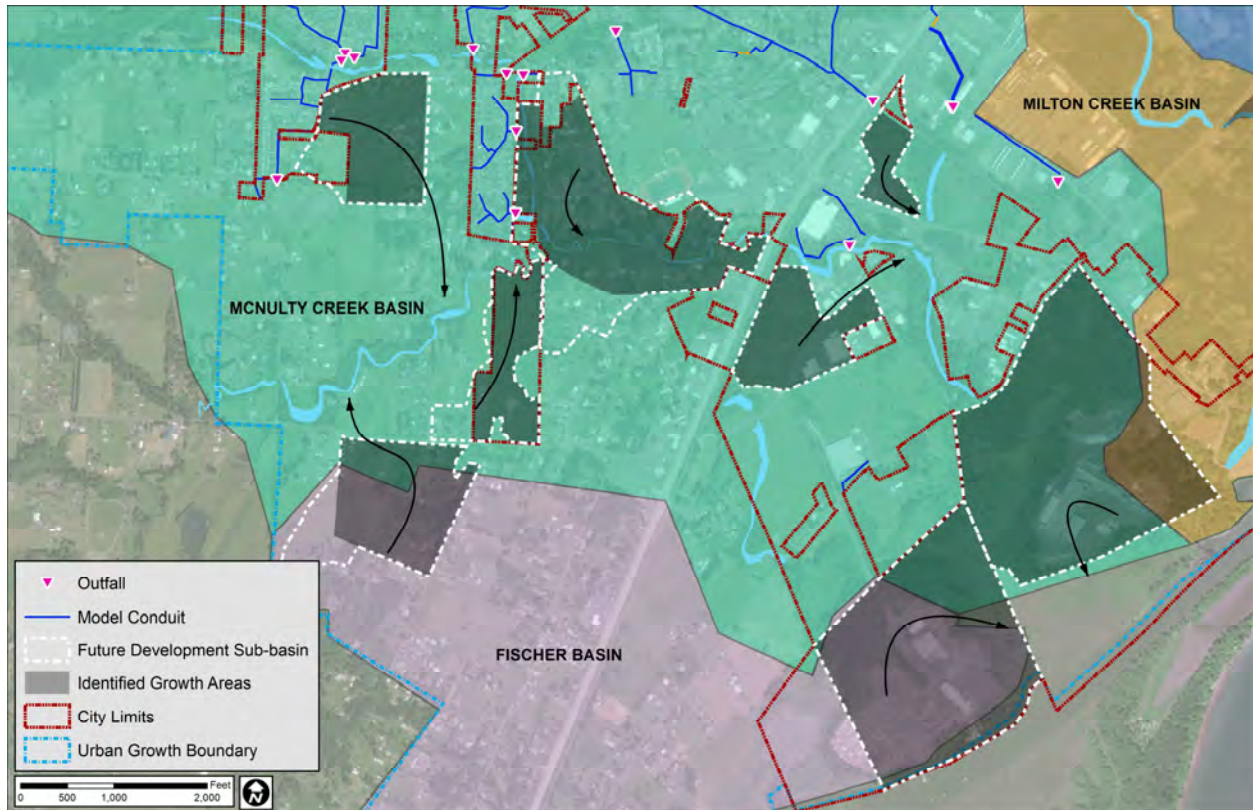 MILTON CREEK BASIN
MCNULTY CREEK BASIN
FISCHER BASIN
Outfall
Model Conduit
Future Development Sub-basin
Identified Growth Areas
City Limits
Urban Growth Boundary
Feet
0 500 1,000 2,000
N